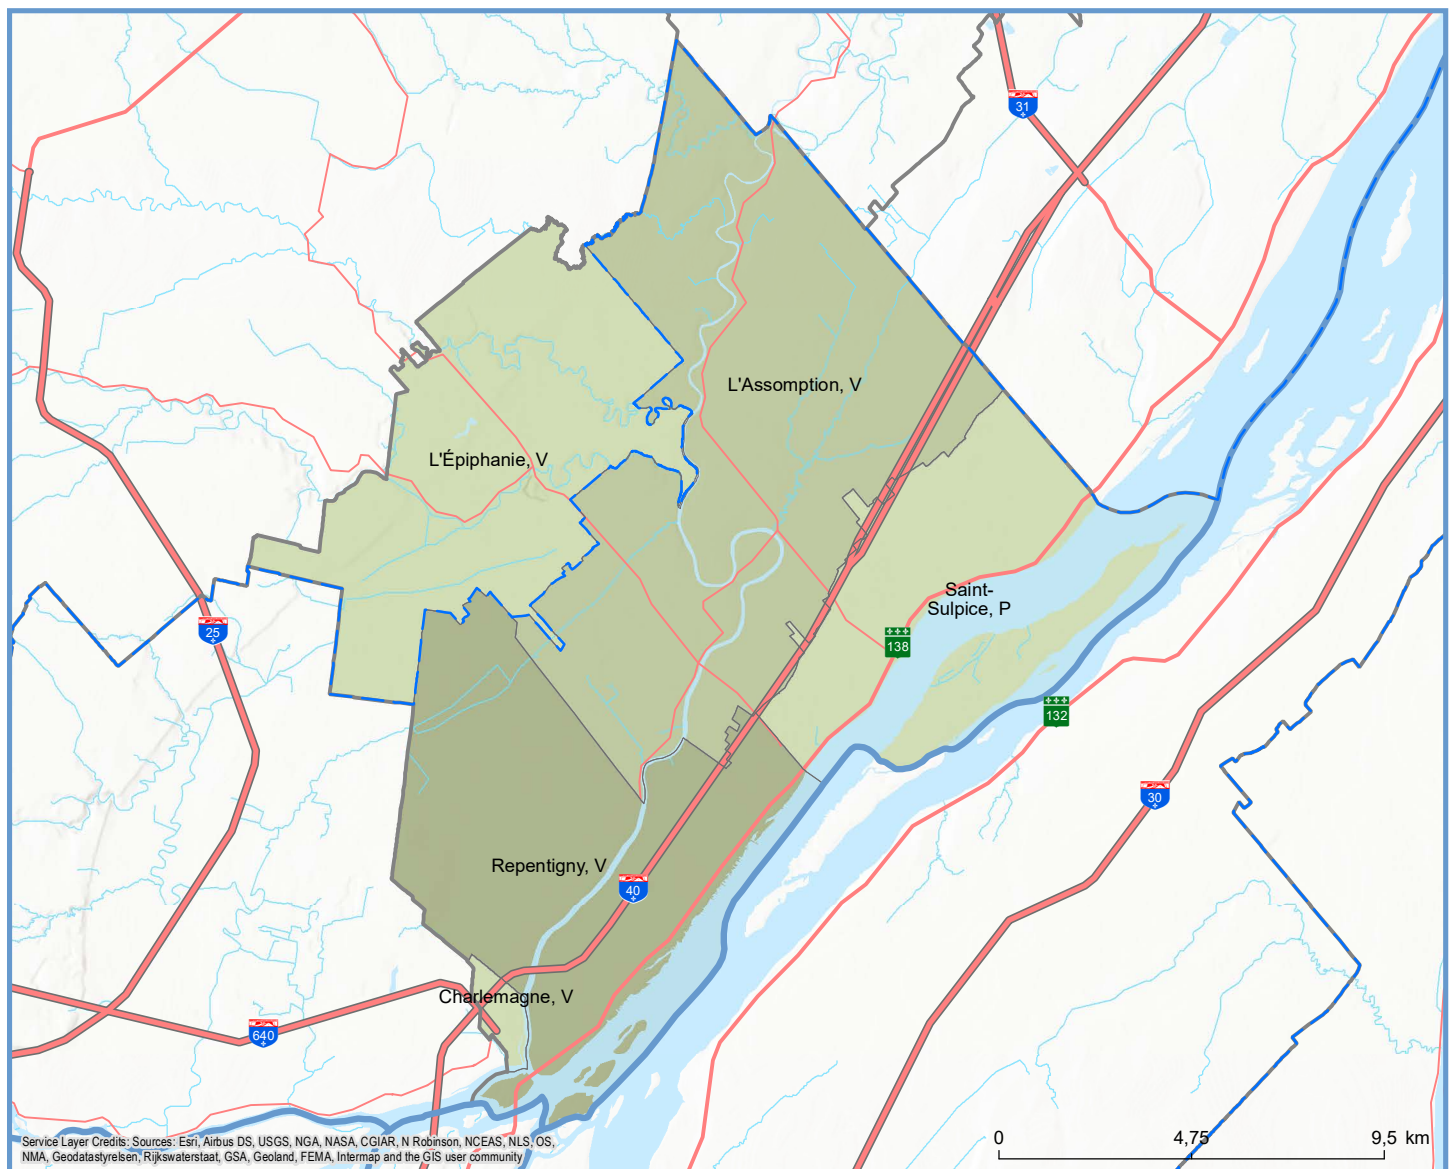 31
L'Assomption, V
L'Épiphanie, V
Saint-
Sulpice, P
25
138
132
30
Repentigny, V
40
Charlemagne, V
640
0 4,75 9,5 km
Service Layer Credits: Sources: Esri, Airbus DS, USGS, NGA, NASA, CGIAR, N Robinson, NCEAS, NLS, OS,
NMA, Geodatastyrelsen, Rijkswaterstaat, GSA, Geoland, FEMA, Intermap and the GIS user community